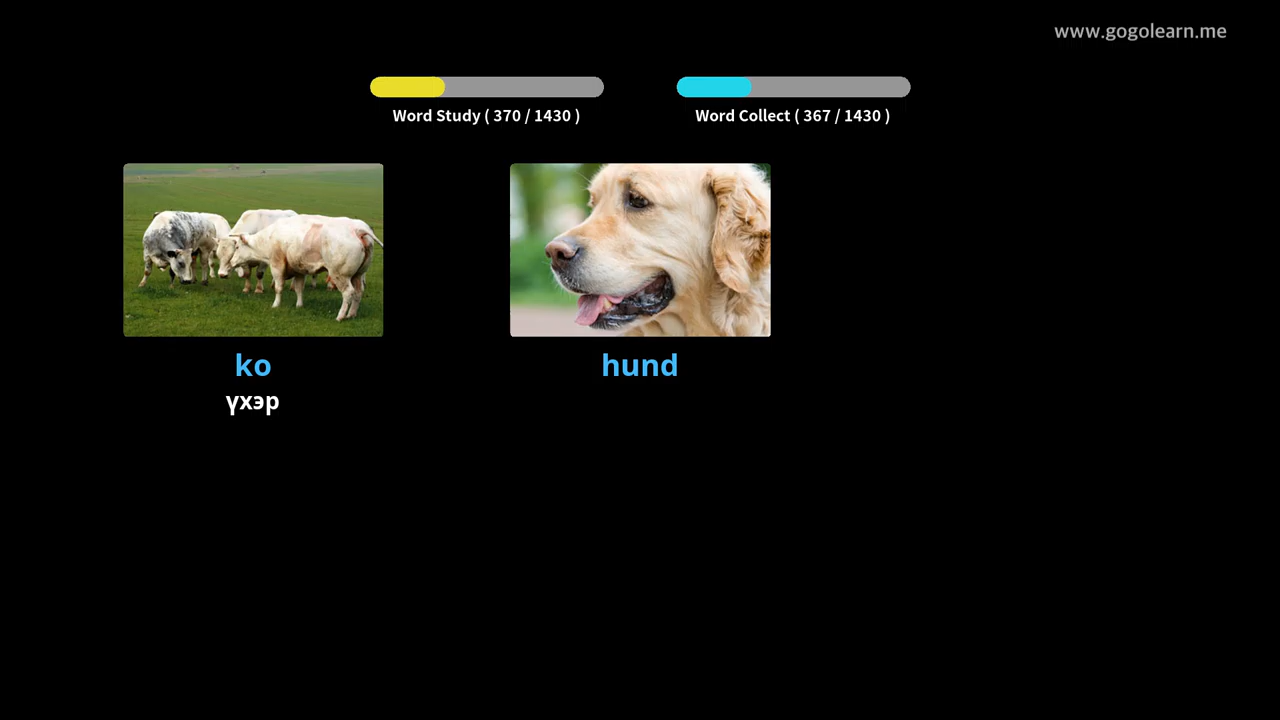 www.gogolearn.me
Word Study ( 370 / 1430 )
Word Collect ( 367 / 1430 )
ko
үхэр
hund